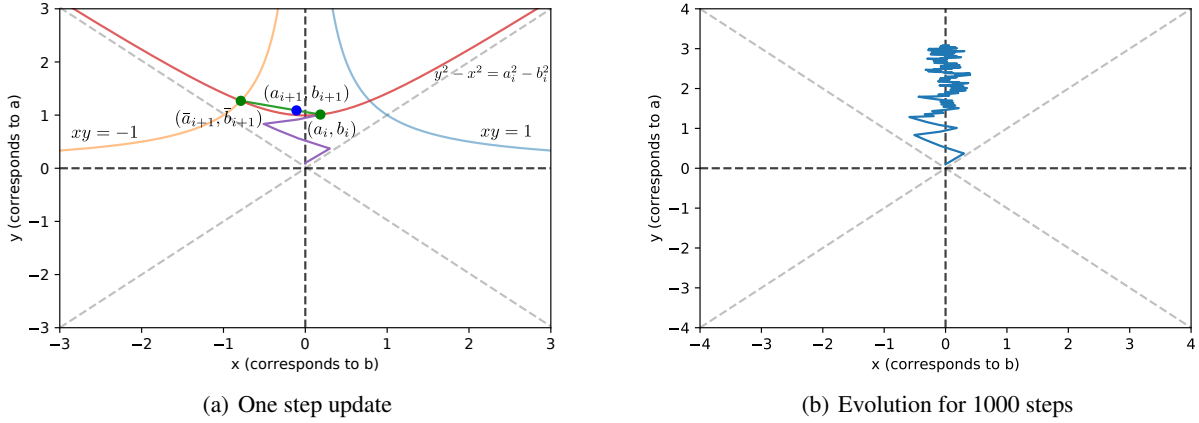 4
3
2
1
0
−1
−2
−3
−3
−2
−1
0
1
2
3
y (corresponds to a)
x (corresponds to b)
y² − x² = a_i² − b_i²
(a_{i+1}, b_{i+1})
(ā_{i+1}, b̄_{i+1})
(a_i, b_i)
xy = −1
xy = 1
(a) One step update
4
3
2
1
0
−1
−2
−3
−4
−4
−3
−2
−1
0
1
2
3
4
y (corresponds to a)
x (corresponds to b)
(b) Evolution for 1000 steps